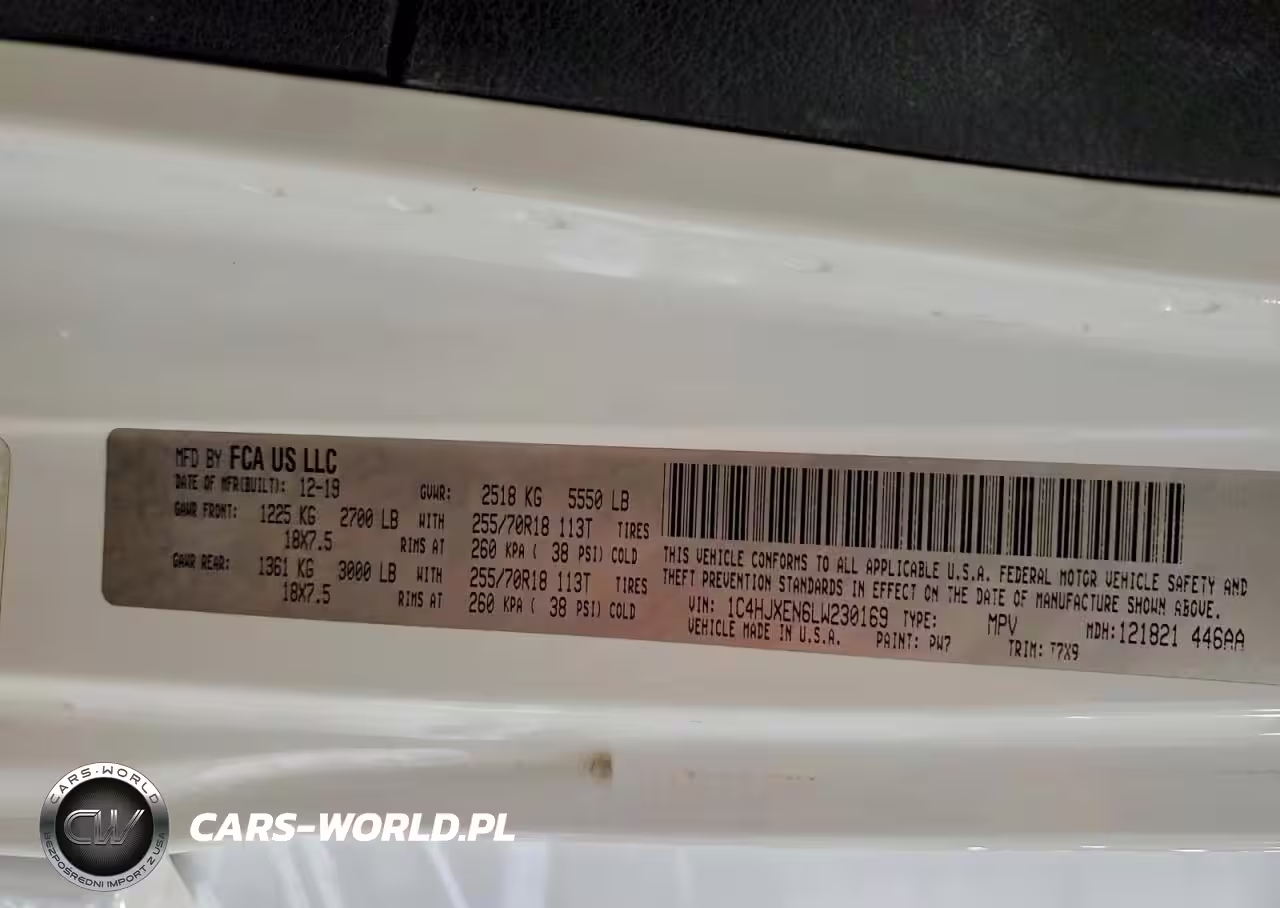 MFD BY FCA US LLC
DATE OF MFR(BUILT): 12-19 GVWR: 2518 KG 5550 LB
GAWR FRONT: 1225 KG 2700 LB WITH 255/70R18 113T TIRES
18X7.5 RIMS AT 260 KPA ( 38 PSI) COLD
GAWR REAR: 1361 KG 3000 LB WITH 255/70R18 113T TIRES
18X7.5 RIMS AT 260 KPA ( 38 PSI) COLD
THIS VEHICLE CONFORMS TO ALL APPLICABLE U.S.A. FEDERAL MOTOR VEHICLE SAFETY AND
THEFT PREVENTION STANDARDS IN EFFECT ON THE DATE OF MANUFACTURE SHOWN ABOVE.
VIN: 1C4HJXEN6LW230169 TYPE: MPV MDH: 121821 446AA
VEHICLE MADE IN U.S.A. PAINT: PW7 TRIM: T7X9
CARS-WORLD
CW
BEZPOŚREDNI IMPORT Z USA
CARS-WORLD.PL